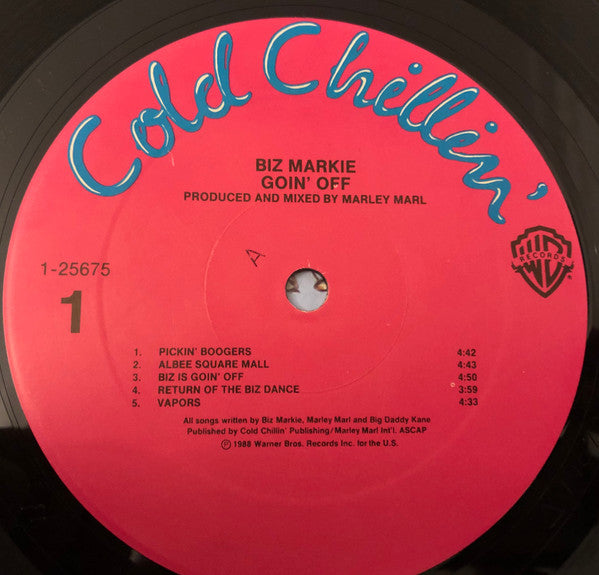 Cold Chillin'
BIZ MARKIE
GOIN' OFF
PRODUCED AND MIXED BY MARLEY MARL
A
1-25675
1
WB
RECORDS
®
1. PICKIN' BOOGERS 4:42
2. ALBEE SQUARE MALL 4:43
3. BIZ IS GOIN' OFF 4:50
4. RETURN OF THE BIZ DANCE 3:59
5. VAPORS 4:33
All songs written by Biz Markie, Marley Marl and Big Daddy Kane
Published by Cold Chillin' Publishing/Marley Marl Int'l. ASCAP
℗ 1988 Warner Bros. Records Inc. for the U.S.